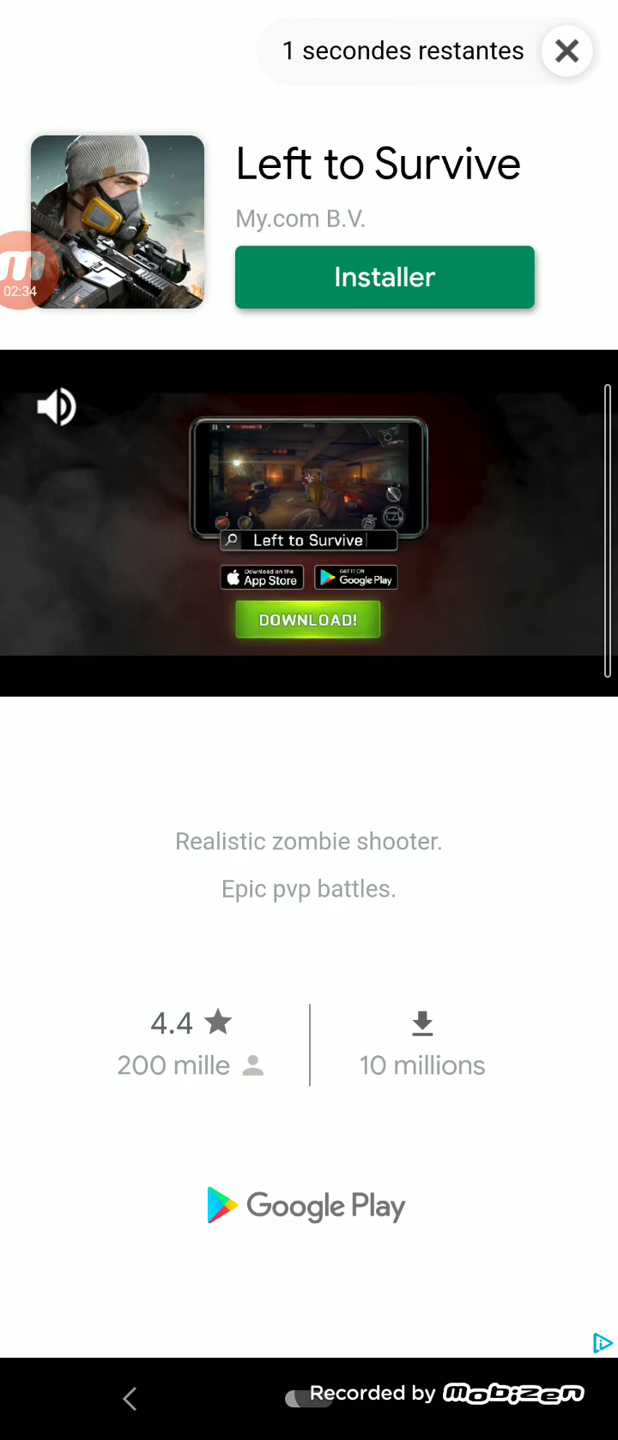 1 secondes restantes
Left to Survive
My.com B.V.
Installer
02:34
Left to Survive
Download on the
App Store
GET IT ON
Google Play
DOWNLOAD!
Realistic zombie shooter.
Epic pvp battles.
4.4
200 mille
10 millions
Google Play
Recorded by mobizen